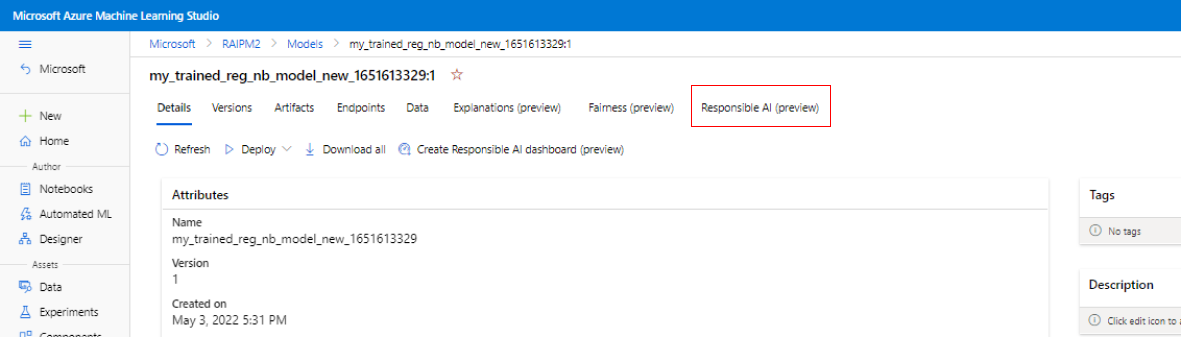 Microsoft Azure Machine Learning Studio
Microsoft > RAIPM2 > Models > my_trained_reg_nb_model_new_1651613329:1
Microsoft
my_trained_reg_nb_model_new_1651613329:1
Details Versions Artifacts Endpoints Data Explanations (preview) Fairness (preview) Responsible AI (preview)
New
Home
Refresh Deploy Download all Create Responsible AI dashboard (preview)
Author
Notebooks
Automated ML
Designer
Assets
Data
Experiments
Components
Attributes
Name
my_trained_reg_nb_model_new_1651613329
Version
1
Created on
May 3, 2022 5:31 PM
Tags
No tags
Description
Click edit icon to a